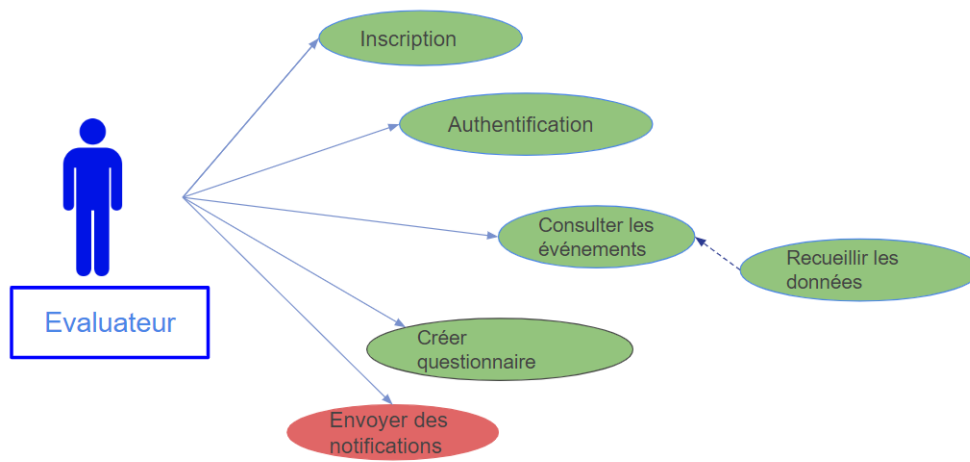 Inscription
Authentification
Consulter les
événements
Recueillir les
données
Evaluateur
Créer
questionnaire
Envoyer des
notifications